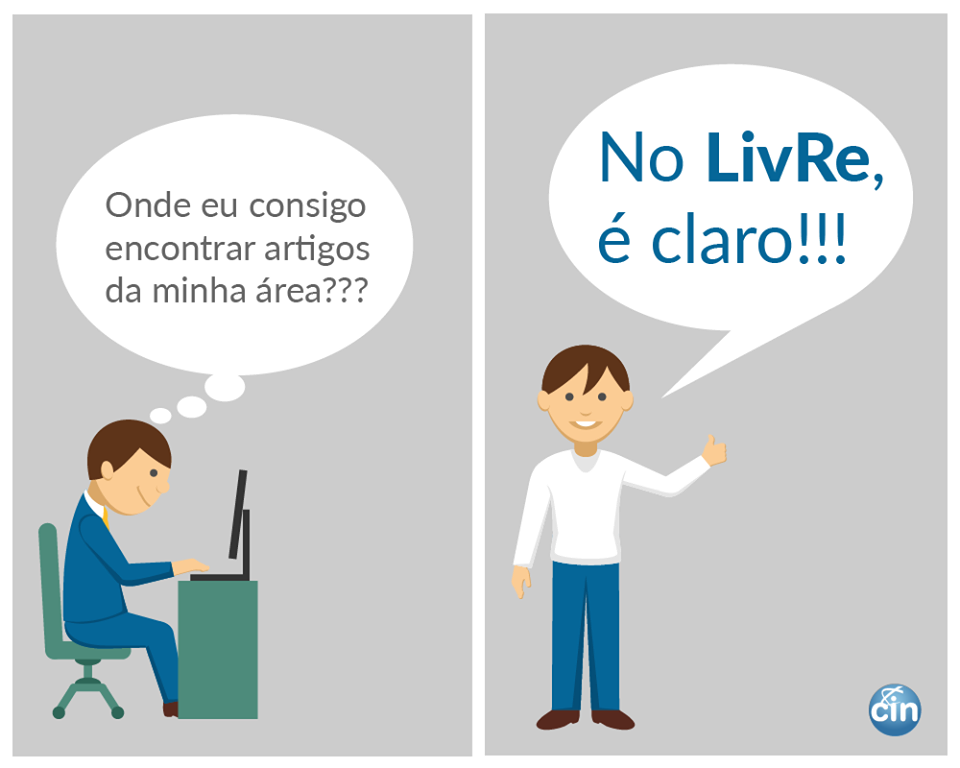 Onde eu consigo
encontrar artigos
da minha área???
No LivRe,
é claro!!!
cin